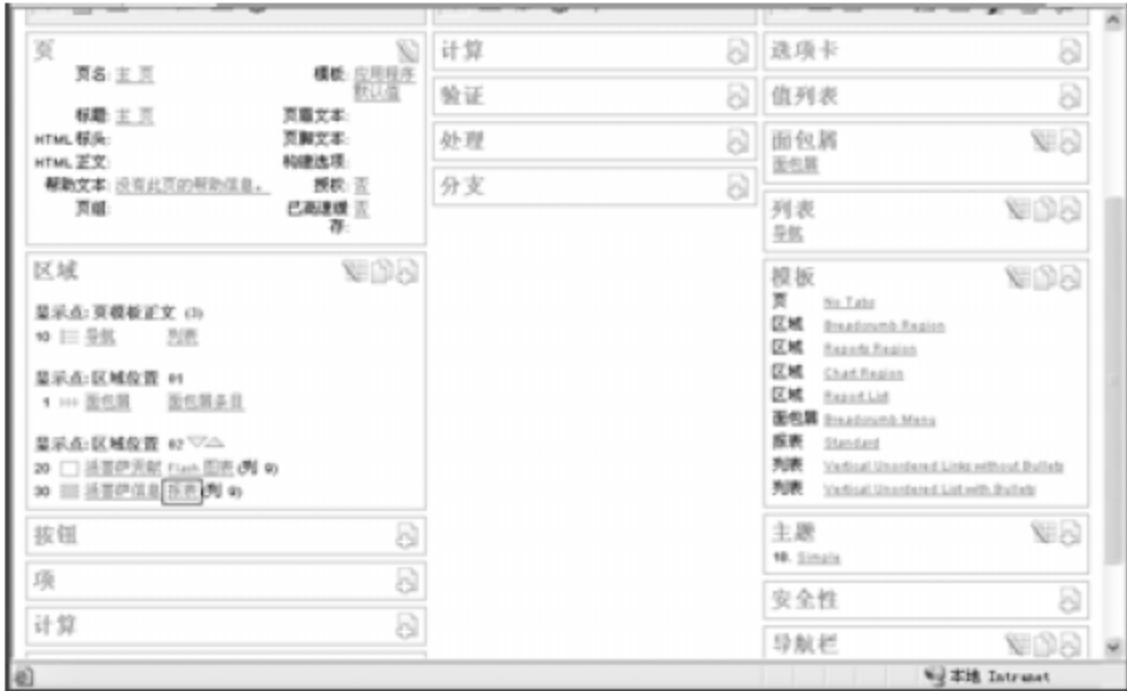 页
页名: 主 页
模板: 应用程序
默认值
标题: 主 页
页眉文本:
HTML 标头:
页脚文本:
HTML 正文:
构建选项:
帮助文本: 没有此页的帮助信息。
授权: 否
页组:
已高速缓
存: 否
区域
显示点: 页模板正文 (3)
10 导航 列表
显示点: 区域位置 01
1 面包屑 面包屑条目
显示点: 区域位置 02
20 Flash 图表 (列 0)
30 报表 (列 0)
按钮
项
计算
计算
验证
处理
分支
选项卡
值列表
面包屑
面包屑
列表
导航
模板
页 No Tabs
区域 Breadcrumb Region
区域 Reports Region
区域 Chart Region
区域 Report List
面包屑 Breadcrumb Menu
报表 Standard
列表 Vertical Unordered Links without Bullets
列表 Vertical Unordered List with Bullets
主题
10. Simple
安全性
导航栏
本地 Intranet